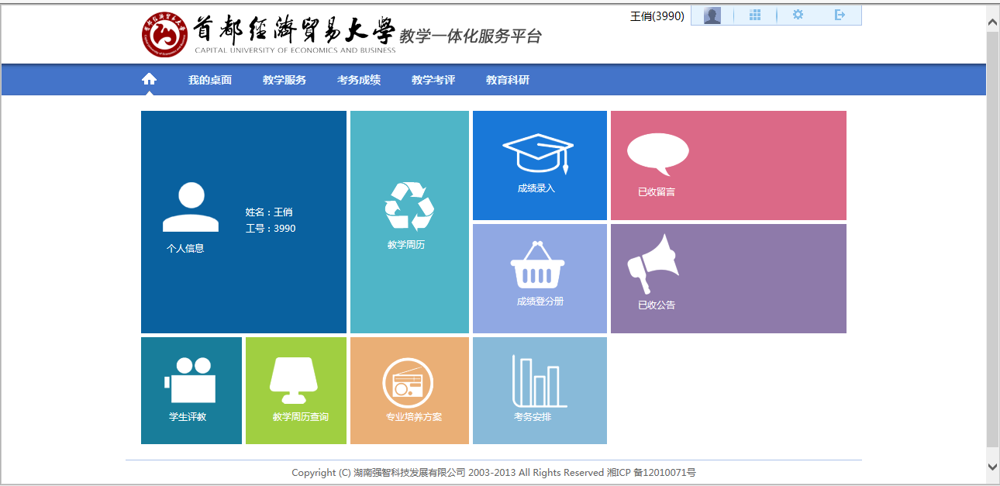 王俏(3990)
首都經濟貿易大學 教学一体化服务平台
CAPITAL UNIVERSITY OF ECONOMICS AND BUSINESS
我的桌面 教学服务 考务成绩 教学考评 教育科研
姓名：王俏
工号：3990
个人信息
教学周历
成绩录入
已收留言
成绩登分册
已收公告
学生评教
教学周历查询
专业培养方案
考务安排
Copyright (C) 湖南强智科技发展有限公司 2003-2013 All Rights Reserved 湘ICP 备12010071号